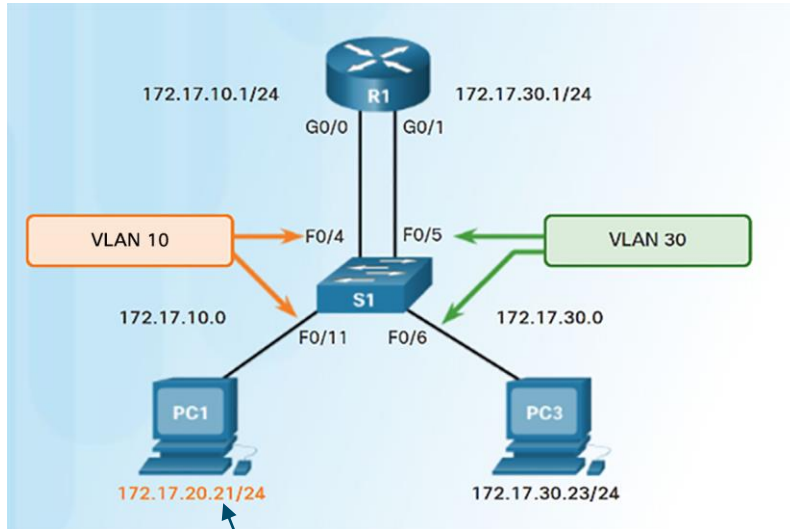 R1
172.17.10.1/24
172.17.30.1/24
G0/0
G0/1
VLAN 10
F0/4
F0/5
VLAN 30
S1
172.17.10.0
172.17.30.0
F0/11
F0/6
PC1
PC3
172.17.20.21/24
172.17.30.23/24